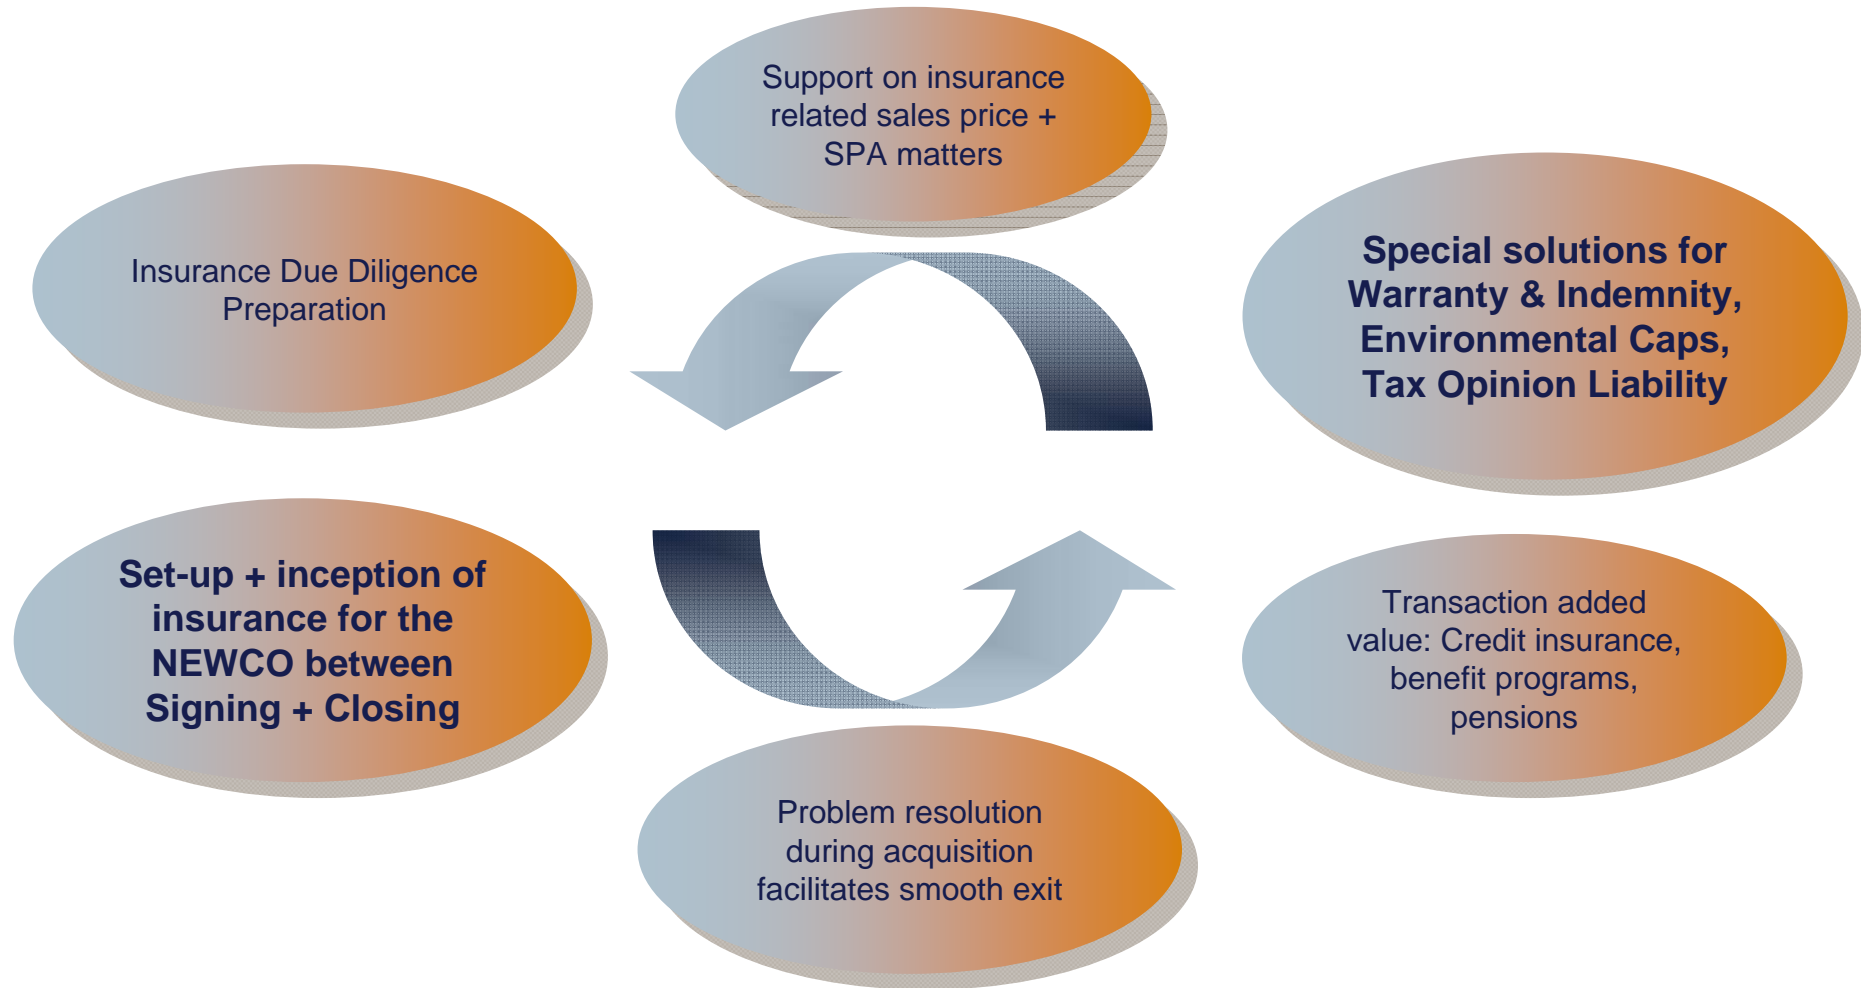 Support on insurance
related sales price +
SPA matters
Insurance Due Diligence
Preparation
Special solutions for
Warranty & Indemnity,
Environmental Caps,
Tax Opinion Liability
Set-up + inception of
insurance for the
NEWCO between
Signing + Closing
Transaction added
value: Credit insurance,
benefit programs,
pensions
Problem resolution
during acquisition
facilitates smooth exit